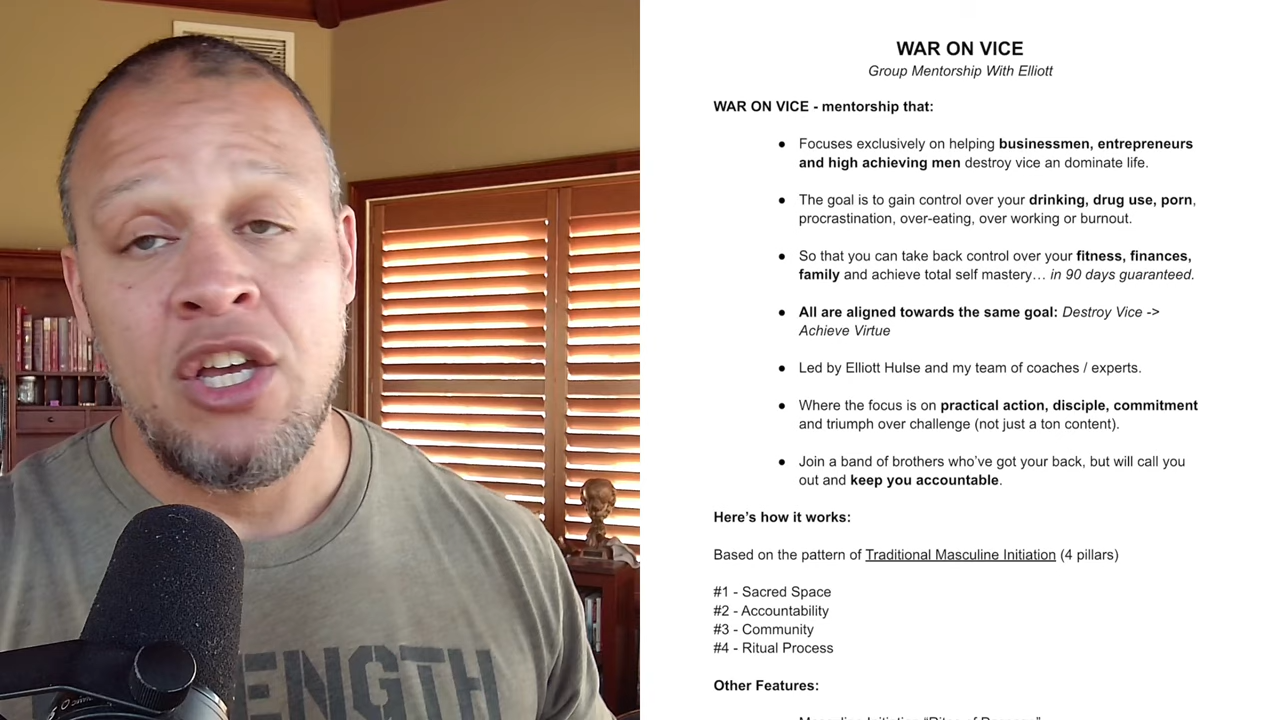 WAR ON VICE
Group Mentorship With Elliott
WAR ON VICE - mentorship that:
● Focuses exclusively on helping businessmen, entrepreneurs
and high achieving men destroy vice an dominate life.
● The goal is to gain control over your drinking, drug use, porn,
procrastination, over-eating, over working or burnout.
● So that you can take back control over your fitness, finances,
family and achieve total self mastery… in 90 days guaranteed.
● All are aligned towards the same goal: Destroy Vice ->
Achieve Virtue
● Led by Elliott Hulse and my team of coaches / experts.
● Where the focus is on practical action, disciple, commitment
and triumph over challenge (not just a ton content).
● Join a band of brothers who’ve got your back, but will call you
out and keep you accountable.
Here’s how it works:
Based on the pattern of Traditional Masculine Initiation (4 pillars)
#1 - Sacred Space
#2 - Accountability
#3 - Community
#4 - Ritual Process
Other Features:
ENGTH